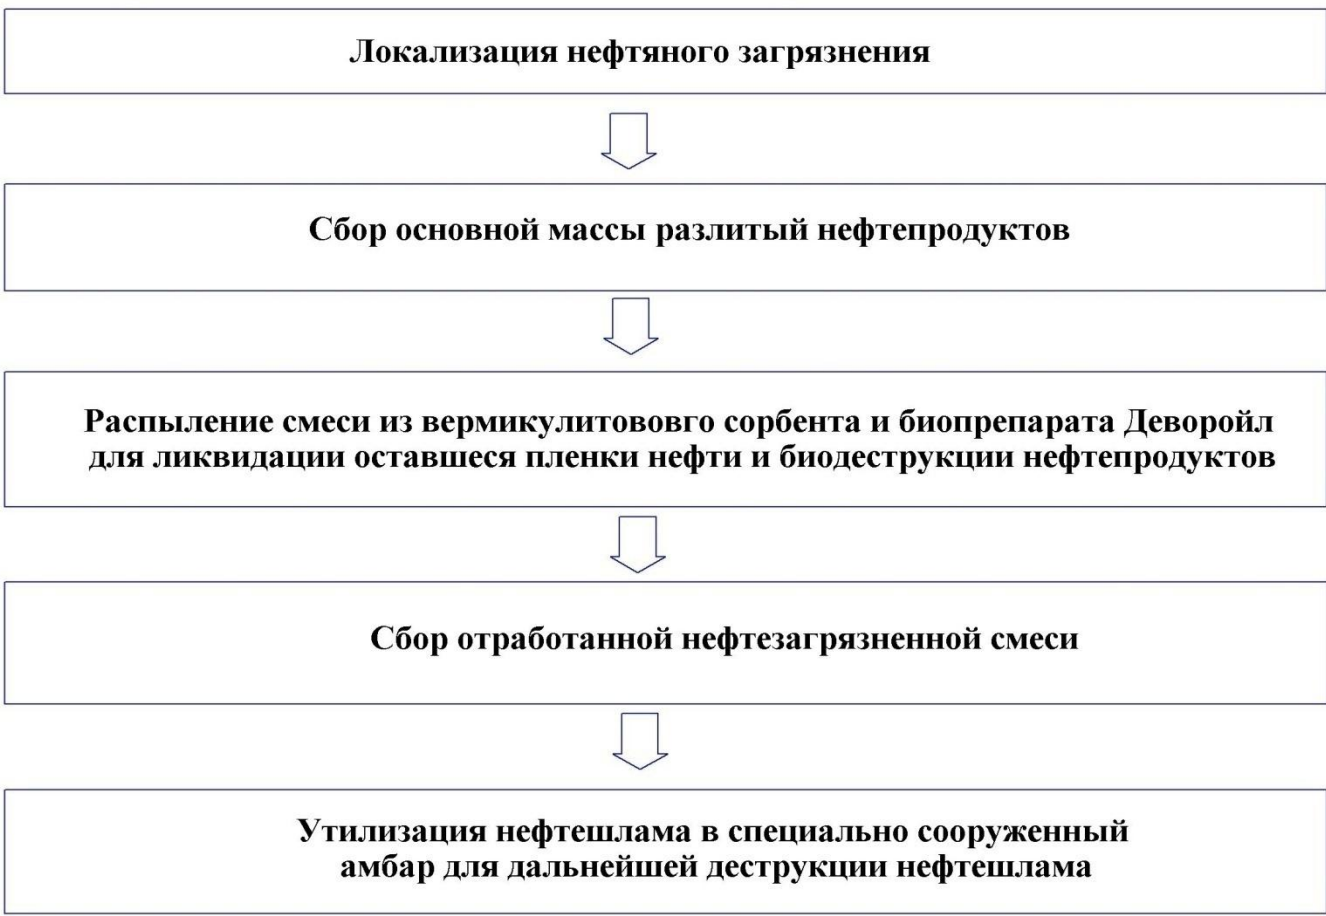 Локализация нефтяного загрязнения
Сбор основной массы разлитый нефтепродуктов
Распыление смеси из вермикулитововго сорбента и биопрепарата Деворойл
для ликвидации оставшеся пленки нефти и биодеструкции нефтепродуктов
Сбор отработанной нефтезагрязненной смеси
Утилизация нефтешлама в специально сооруженный
амбар для дальнейшей деструкции нефтешлама